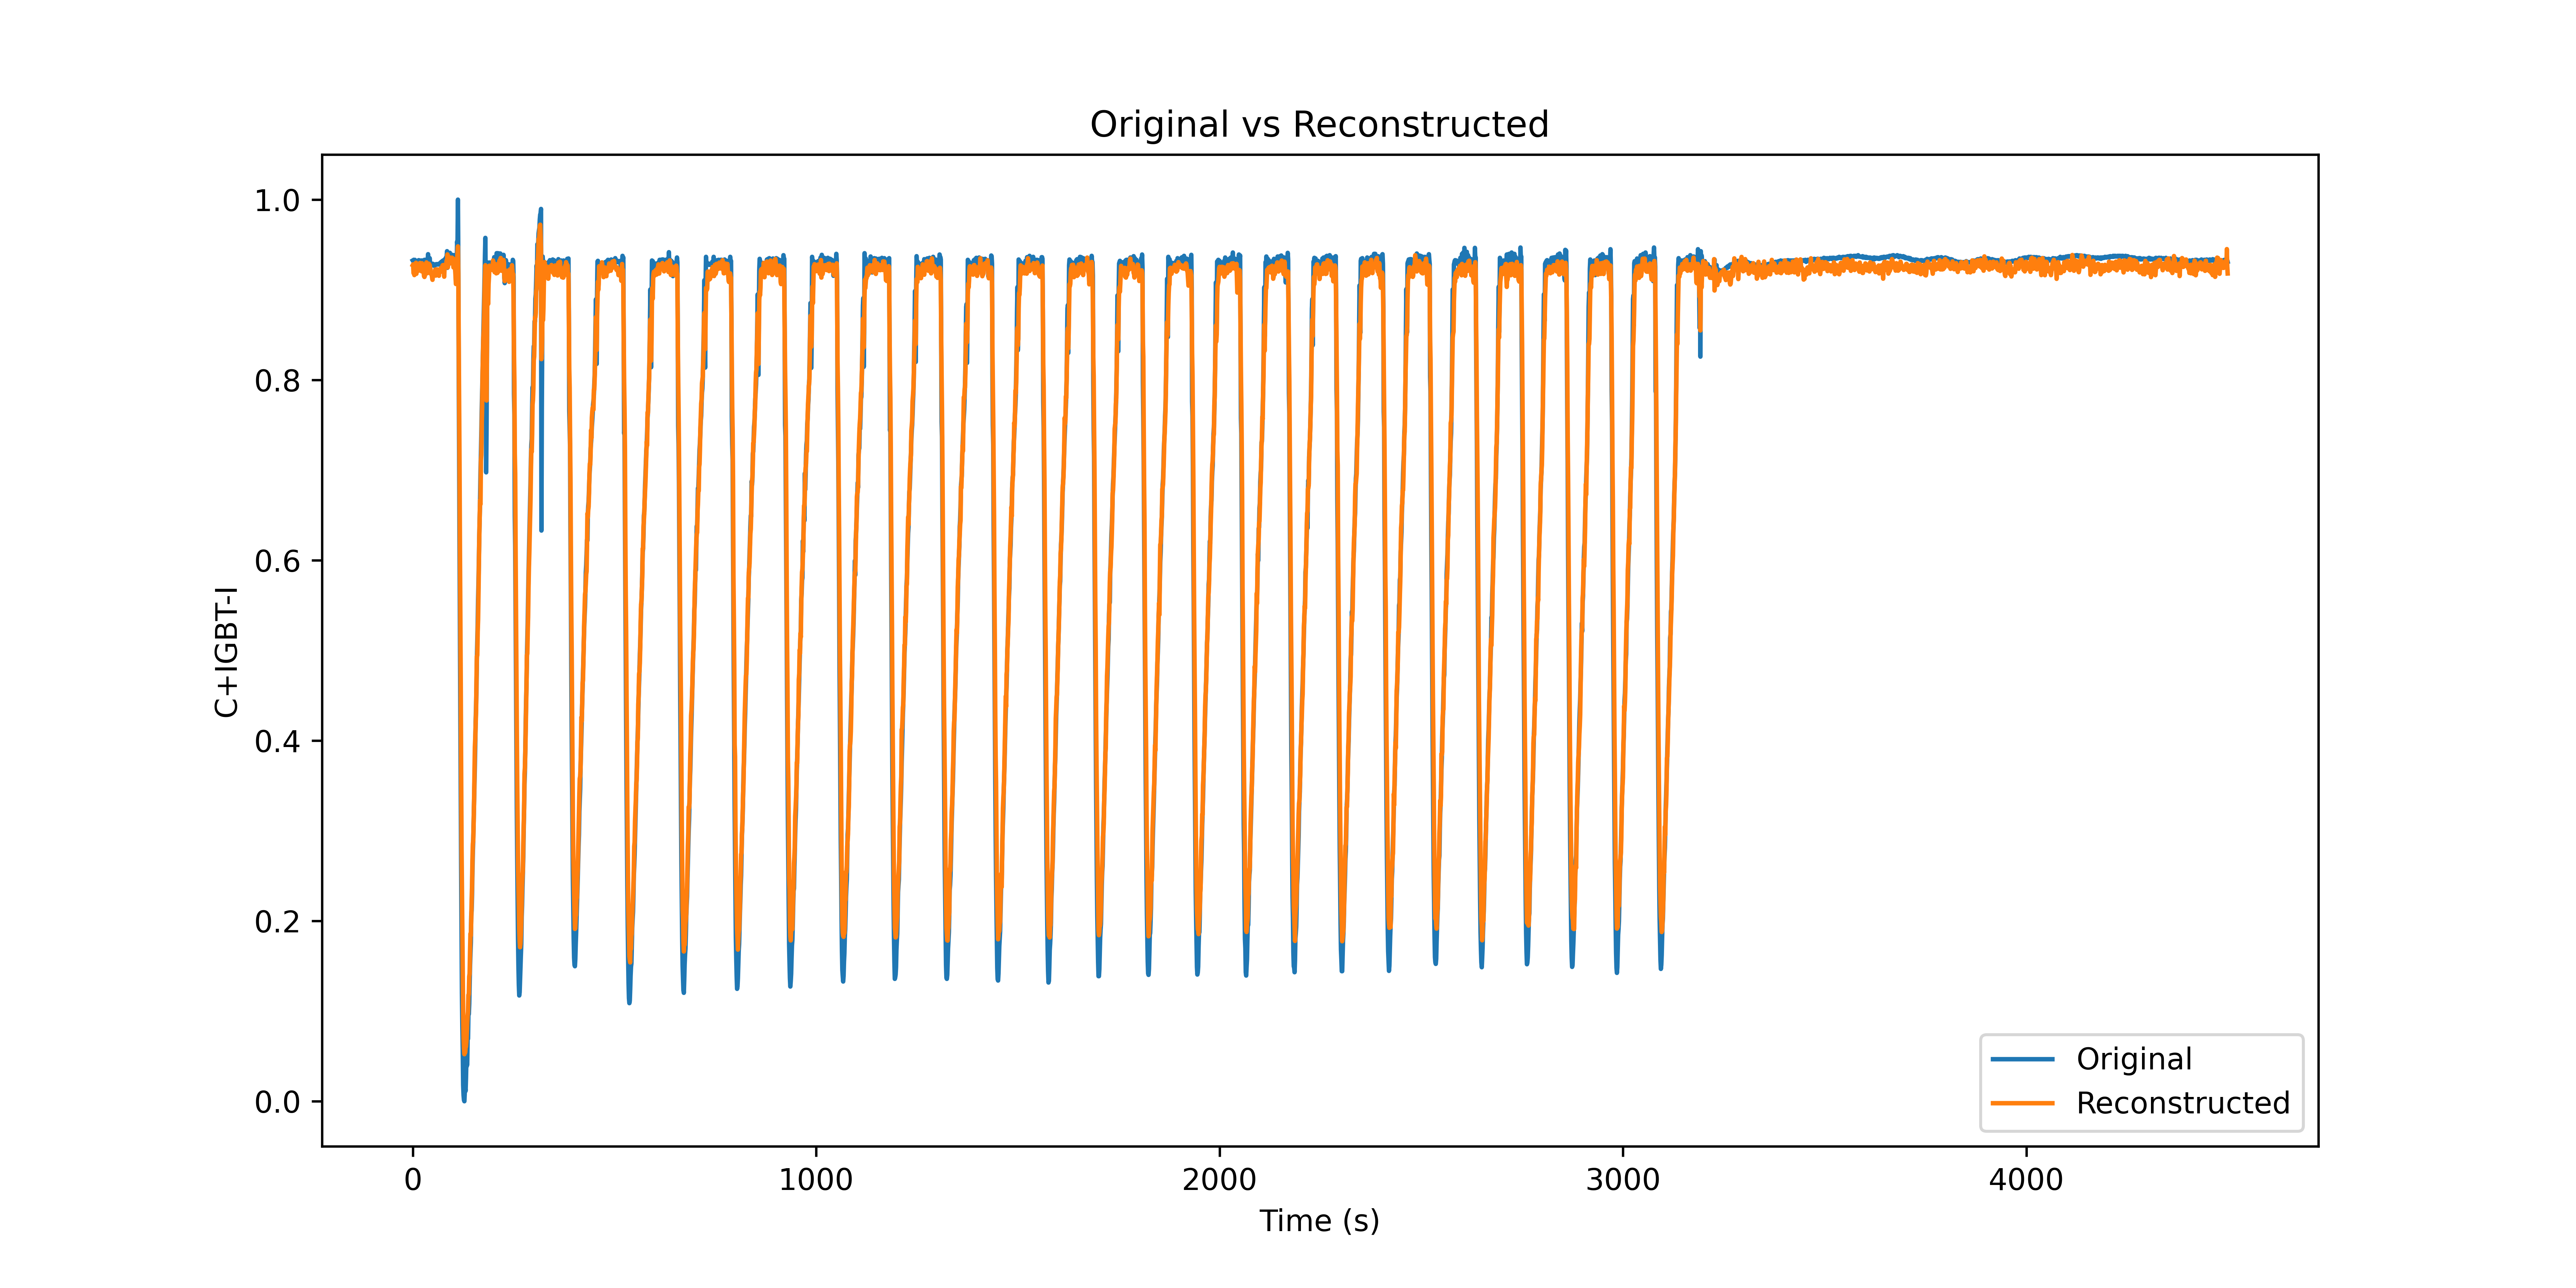 Original vs Reconstructed
1.0
0.8
0.6
0.4
0.2
0.0
C+IGBT-I
0
1000
2000
3000
4000
Time (s)
Original
Reconstructed